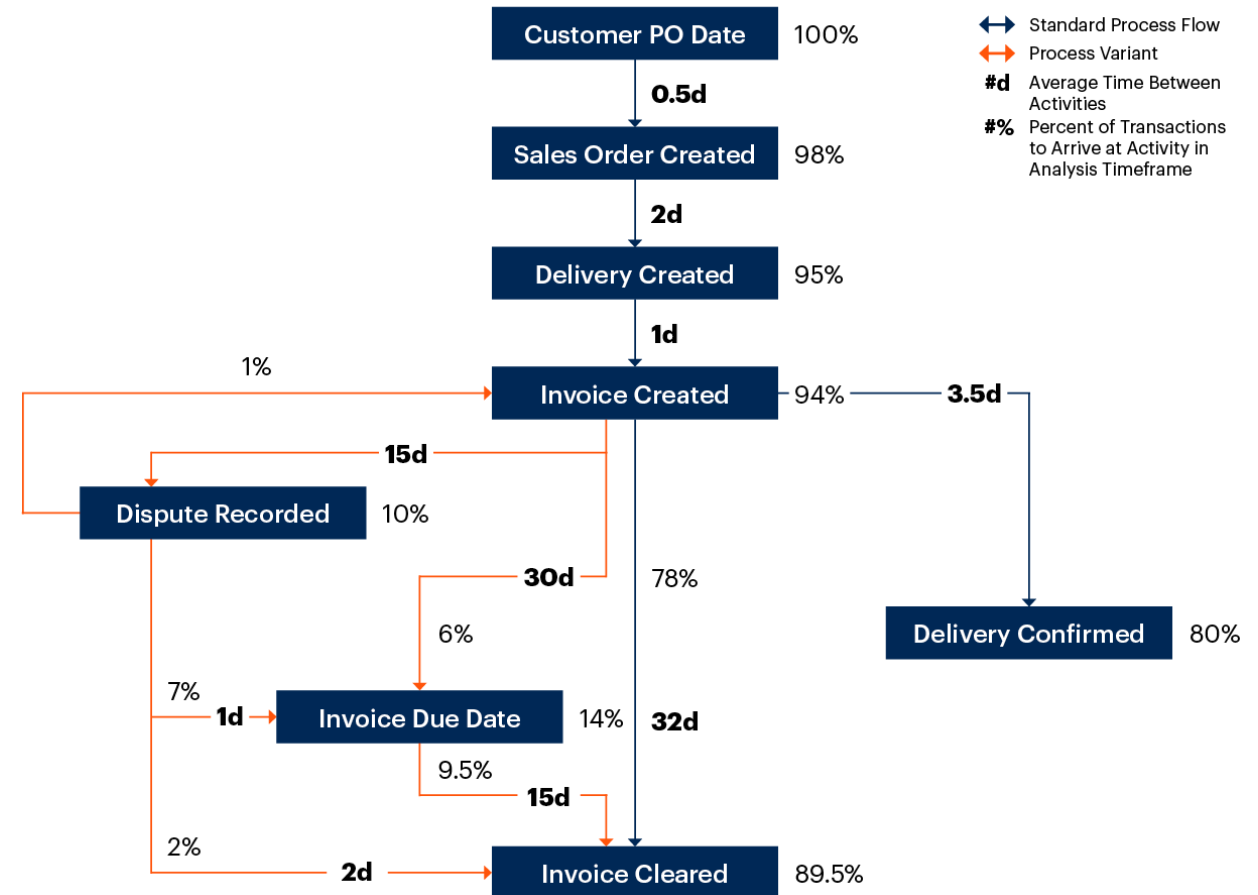 Customer PO Date 100%
Standard Process Flow
Process Variant
#d Average Time Between
Activities
#% Percent of Transactions
to Arrive at Activity in
Analysis Timeframe
0.5d
Sales Order Created 98%
2d
Delivery Created 95%
1d
1%
Invoice Created 94% 3.5d
15d
Dispute Recorded 10%
30d 78%
6%
Delivery Confirmed 80%
7%
1d Invoice Due Date 14% 32d
9.5%
15d
2%
2d Invoice Cleared 89.5%